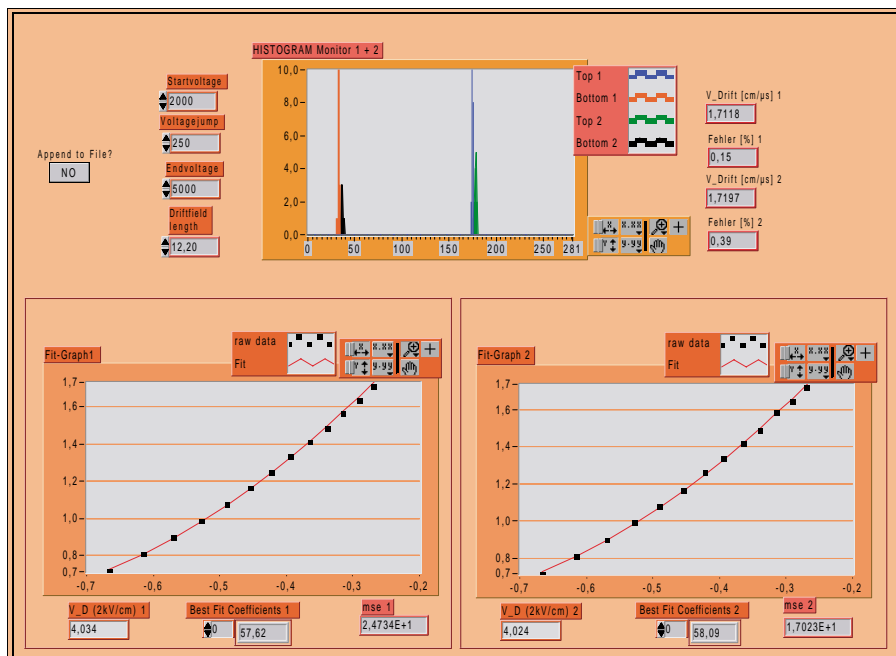 HISTOGRAM Monitor 1 + 2
Startvoltage
2000
Voltagejump
250
Endvoltage
5000
Driftfield
length
12,20
Append to File?
NO
10,0
8,0
6,0
4,0
2,0
0,0
0 50 100 150 200 250 281
Top 1
Bottom 1
Top 2
Bottom 2
x.xx
y.yy
V_Drift [cm/µs] 1
1,7118
Fehler [%] 1
0,15
V_Drift [cm/µs] 2
1,7197
Fehler [%] 2
0,39
Fit-Graph1
raw data
Fit
x.xx
y.yy
1,7
1,6
1,4
1,2
1,0
0,8
0,7
-0,7 -0,6 -0,5 -0,4 -0,3 -0,2
V_D (2kV/cm) 1
4,034
Best Fit Coefficients 1
0
57,62
mse 1
2,4734E+1
Fit-Graph 2
raw data
Fit
x.xx
y.yy
1,7
1,6
1,4
1,2
1,0
0,8
0,7
-0,7 -0,6 -0,5 -0,4 -0,3 -0,2
V_D (2kV/cm) 2
4,024
Best Fit Coefficients 2
0
58,09
mse 2
1,7023E+1